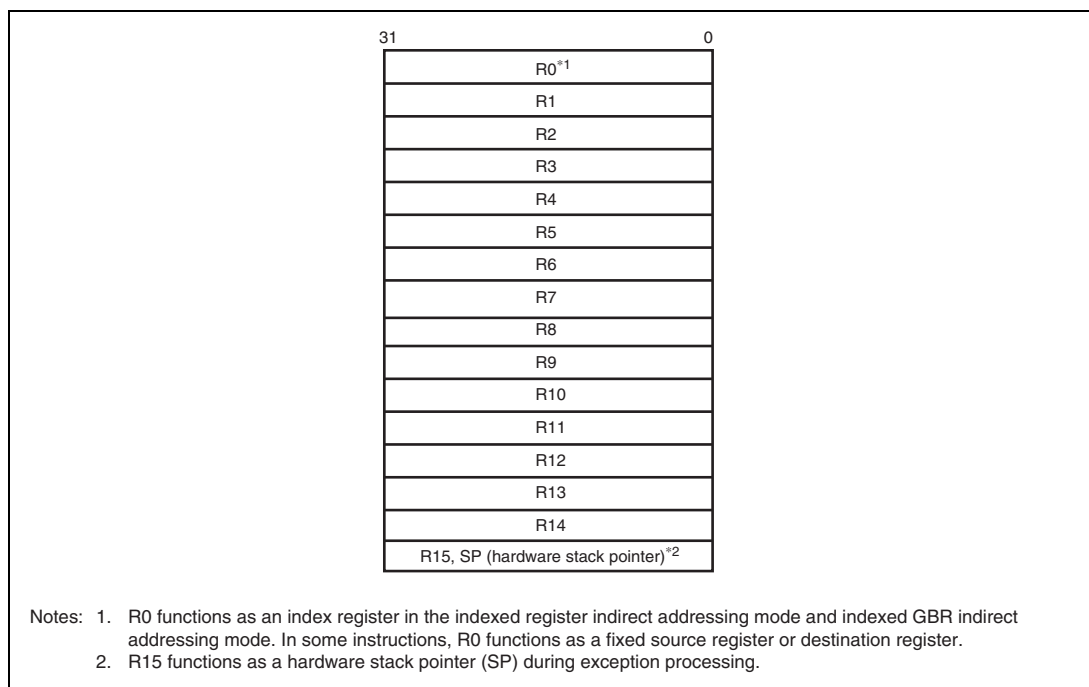 31 0
R0*1
R1
R2
R3
R4
R5
R6
R7
R8
R9
R10
R11
R12
R13
R14
R15, SP (hardware stack pointer)*2
Notes: 1. R0 functions as an index register in the indexed register indirect addressing mode and indexed GBR indirect
addressing mode. In some instructions, R0 functions as a fixed source register or destination register.
2. R15 functions as a hardware stack pointer (SP) during exception processing.